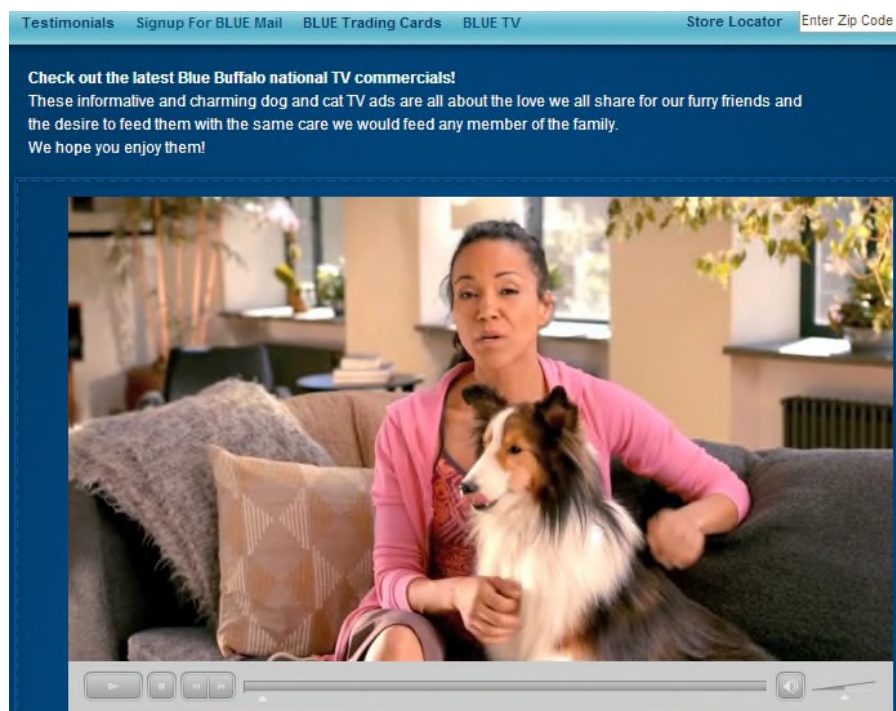 Testimonials Signup For BLUE Mail BLUE Trading Cards BLUE TV Store Locator Enter Zip Code
Check out the latest Blue Buffalo national TV commercials!
These informative and charming dog and cat TV ads are all about the love we all share for our furry friends and
the desire to feed them with the same care we would feed any member of the family.
We hope you enjoy them!